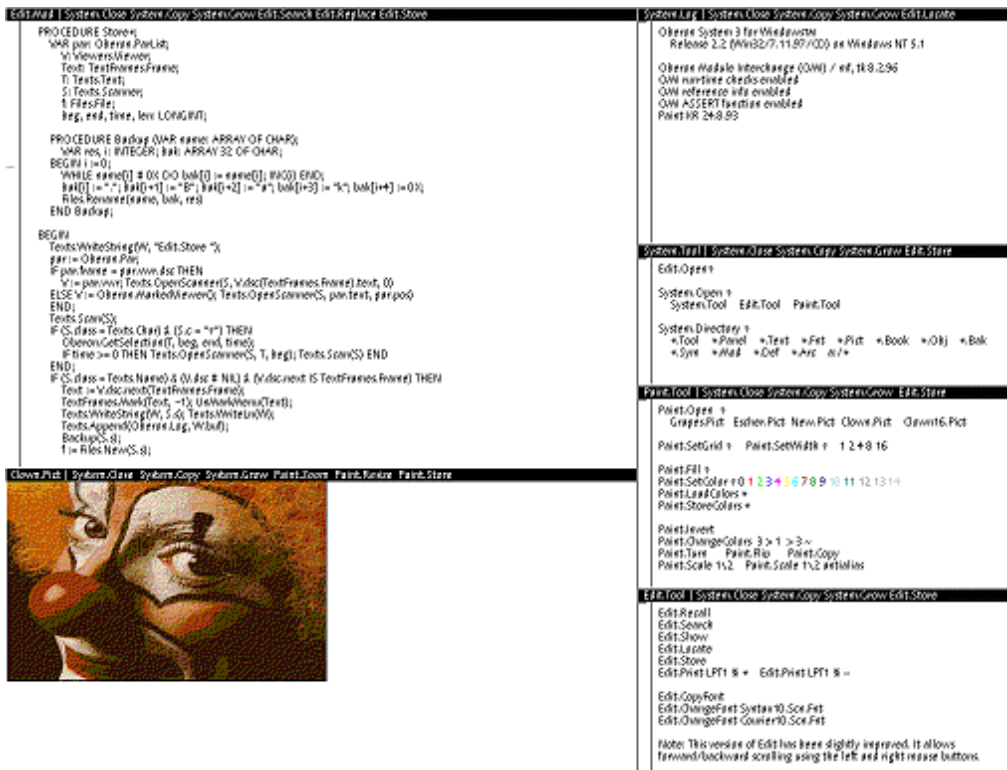 Edit.Mod | System.Close System.Copy System.Grow Edit.Search Edit.Replace Edit.Store
PROCEDURE Store*;
VAR par: Oberon.ParList;
V: Viewers.Viewer;
Text: TextFrames.Frame;
T: Texts.Text;
S: Texts.Scanner;
f: Files.File;
beg, end, time, len: LONGINT;
PROCEDURE Backup (VAR name: ARRAY OF CHAR);
VAR res, i: INTEGER; bak: ARRAY 32 OF CHAR;
BEGIN i := 0;
WHILE name[i] # 0X DO bak[i] := name[i]; INC(i) END;
bak[i] := "."; bak[i+1] := "B"; bak[i+2] := "a"; bak[i+3] := "k"; bak[i+4] := 0X;
Files.Rename(name, bak, res)
END Backup;
BEGIN
Texts.WriteString(W, "Edit.Store ");
par := Oberon.Par;
IF par.frame = par.vwr.dsc THEN
V := par.vwr; Texts.OpenScanner(S, V.dsc(TextFrames.Frame).text, 0)
ELSE V := Oberon.MarkedViewer(); Texts.OpenScanner(S, par.text, par.pos)
END;
Texts.Scan(S);
IF (S.class = Texts.Char) & (S.c = "↑") THEN
Oberon.GetSelection(T, beg, end, time);
IF time >= 0 THEN Texts.OpenScanner(S, T, beg); Texts.Scan(S) END
END;
IF (S.class = Texts.Name) & (V.dsc # NIL) & (V.dsc.next IS TextFrames.Frame) THEN
Text := V.dsc.next(TextFrames.Frame);
TextFrames.Mark(Text, -1); UnMarkMenu(Text);
Texts.WriteString(W, S.s); Texts.WriteLn(W);
Texts.Append(Oberon.Log, W.buf);
Backup(S.s);
f := Files.New(S.s);
Clown.Pict | System.Close System.Copy System.Grow Paint.Zoom Paint.Resize Paint.Store
System.Log | System.Close System.Copy System.Grow Edit.Locate
Oberon System 3 for Windows
Release 2.2 (Win32/7.11.97/CD) on Windows NT 5.1
Oberon Module Interchange (OMI) / mf, tk 8.2.96
OMI run-time checks enabled
OMI reference info enabled
OMI ASSERT function enabled
Paint KR 24.8.93
System.Tool | System.Close System.Copy System.Grow Edit.Store
Edit.Open ↑
System.Open ↑
System.Tool Edit.Tool Paint.Tool
System.Directory ↑
*.Tool *.Panel *.Text *.Fnt *.Pict *.Book *.Obj *.Bak
*.Sym *.Mod *.Def *.Arc a:/*
Paint.Tool | System.Close System.Copy System.Grow Edit.Store
Paint.Open ↑
Grapes.Pict Escher.Pict New.Pict Clown.Pict Clown16.Pict
Paint.SetGrid ↑ Paint.SetWidth ↑ 1 2 4 8 16
Paint.Fill ↑
Paint.SetColor ↑ 0 1 2 3 4 5 6 7 8 9 10 11 12 13 14
Paint.LoadColors *
Paint.StoreColors *
Paint.Invert
Paint.ChangeColors 3 > 1 > 3 ~
Paint.Turn Paint.Flip Paint.Copy
Paint.Scale 1\2 Paint.Scale 1\2 antialias
Edit.Tool | System.Close System.Copy System.Grow Edit.Store
Edit.Recall
Edit.Search
Edit.Show
Edit.Locate
Edit.Store
Edit.Print LPT1 % * Edit.Print LPT1 % ~
Edit.CopyFont
Edit.ChangeFont Syntax10.Scn.Fnt
Edit.ChangeFont Courier10.Scn.Fnt
Note: This version of Edit has been slightly improved. It allows
forward/backward scrolling using the left and right mouse buttons.